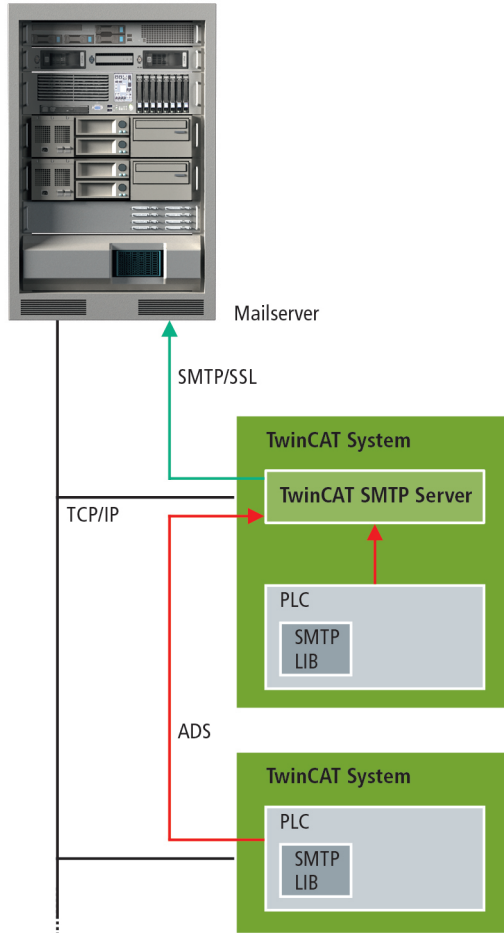 Mailserver
SMTP/SSL
TwinCAT System
TwinCAT SMTP Server
TCP/IP
PLC
SMTP
LIB
ADS
TwinCAT System
PLC
SMTP
LIB